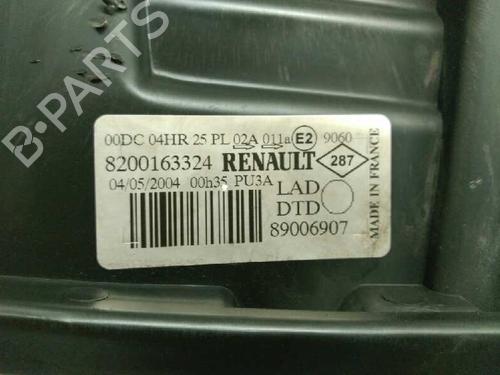 B-PARTS
00DC 04HR 25 PL 02A 011a E2 9060
8200163324 RENAULT 287
04/05/2004 00h35 PU3A
LAD
DTD
89006907
MADE IN FRANCE